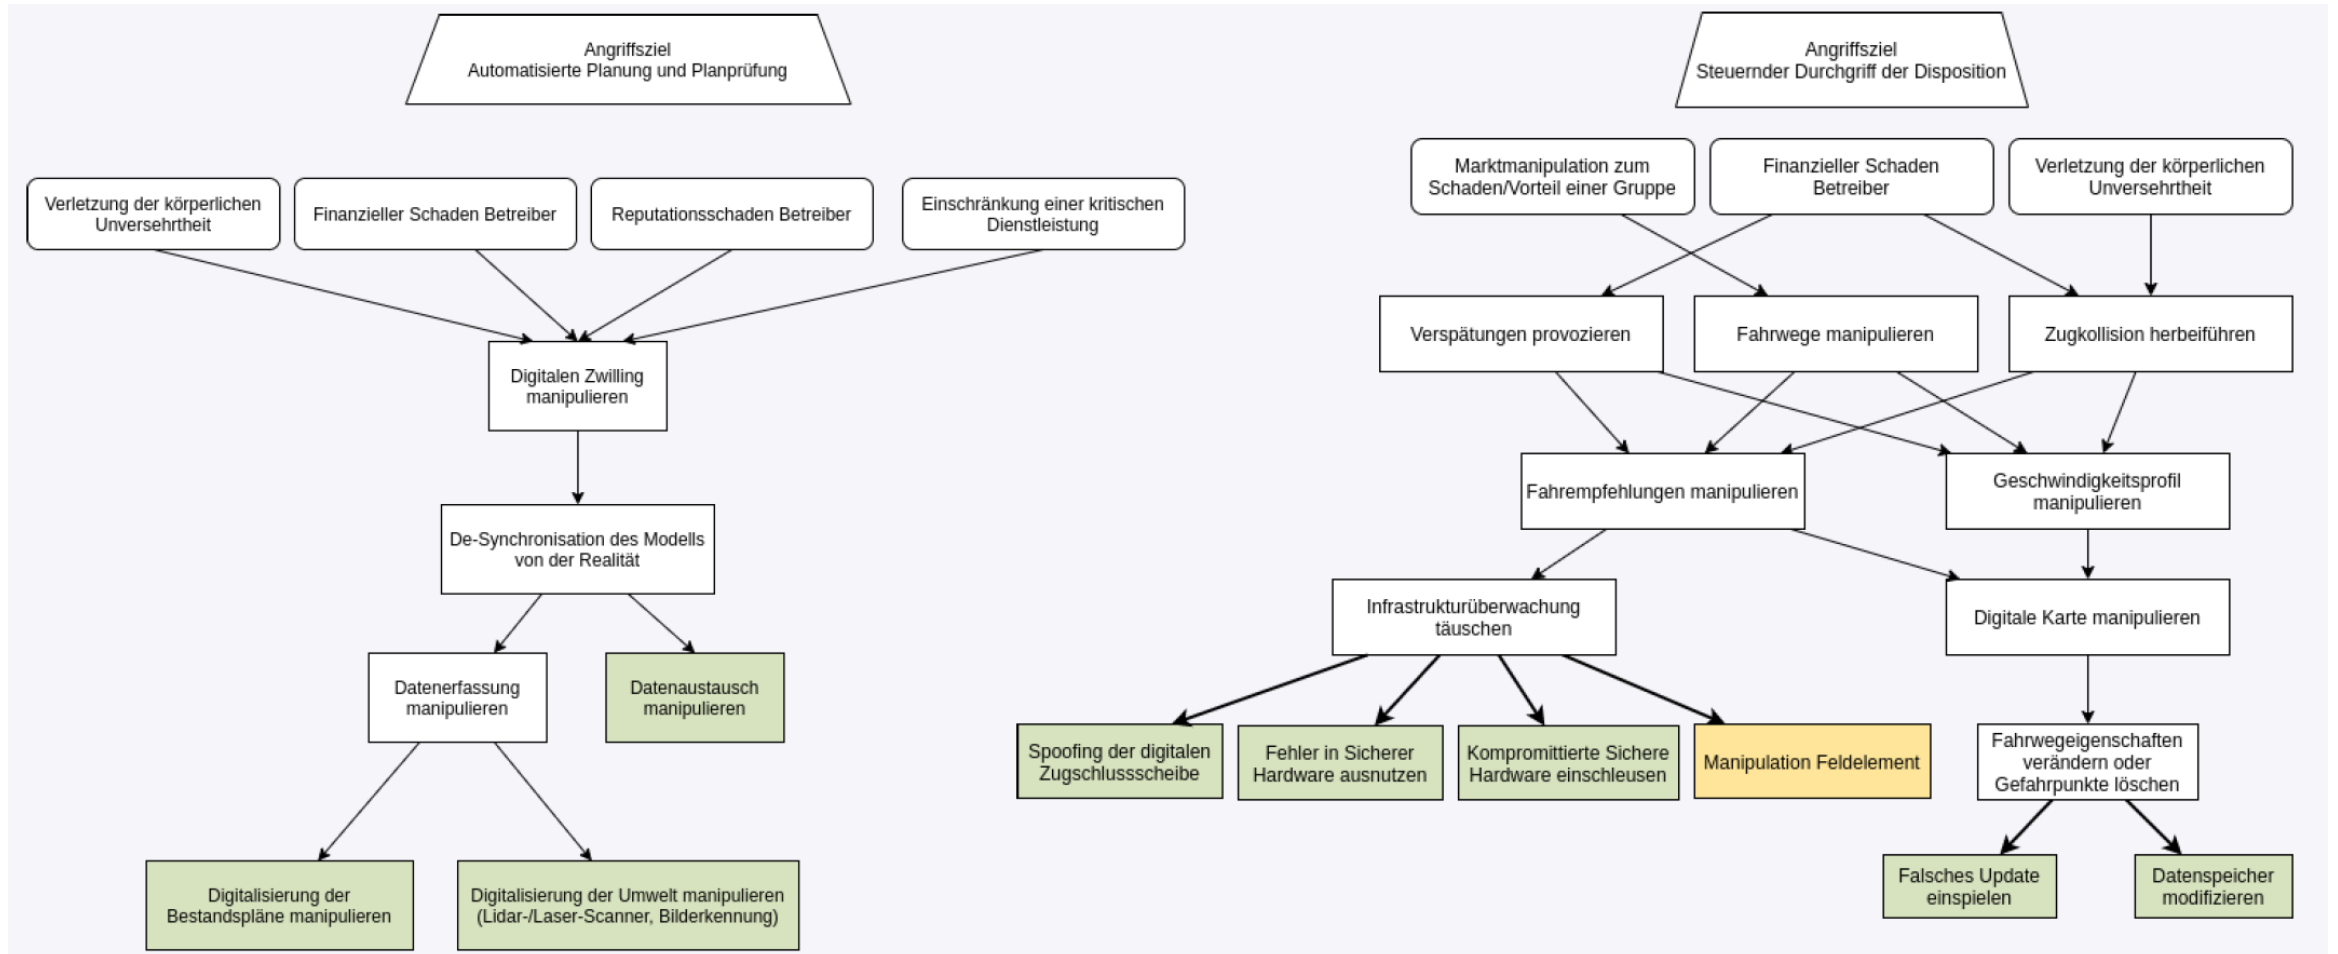 Angriffsziel
Automatisierte Planung und Planprüfung
Verletzung der körperlichen
Unversehrtheit
Finanzieller Schaden Betreiber
Reputationsschaden Betreiber
Einschränkung einer kritischen
Dienstleistung
Digitalen Zwilling
manipulieren
De-Synchronisation des Modells
von der Realität
Datenerfassung
manipulieren
Datenaustausch
manipulieren
Digitalisierung der
Bestandspläne manipulieren
Digitalisierung der Umwelt manipulieren
(Lidar-/Laser-Scanner, Bilderkennung)
Angriffsziel
Steuernder Durchgriff der Disposition
Marktmanipulation zum
Schaden/Vorteil einer Gruppe
Finanzieller Schaden
Betreiber
Verletzung der körperlichen
Unversehrtheit
Verspätungen provozieren
Fahrwege manipulieren
Zugkollision herbeiführen
Fahrempfehlungen manipulieren
Geschwindigkeitsprofil
manipulieren
Infrastrukturüberwachung
täuschen
Digitale Karte manipulieren
Spoofing der digitalen
Zugschlussscheibe
Fehler in Sicherer
Hardware ausnutzen
Kompromittierte Sichere
Hardware einschleusen
Manipulation Feldelement
Fahrwegeigenschaften
verändern oder
Gefahrpunkte löschen
Falsches Update
einspielen
Datenspeicher
modifizieren